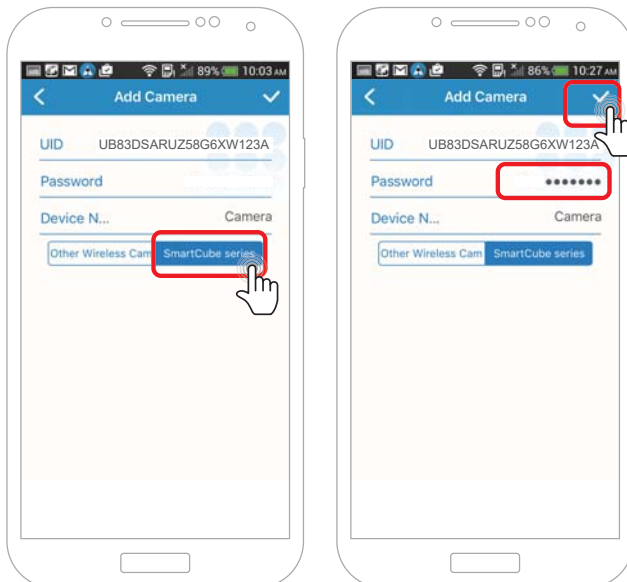 89% 10:03 AM
Add Camera
UID UB83DSARUZ58G6XW123A
Password
Device N... Camera
Other Wireless Cam SmartCube series
86% 10:27 AM
Add Camera
UID UB83DSARUZ58G6XW123A
Password •••••••
Device N... Camera
Other Wireless Cam SmartCube series